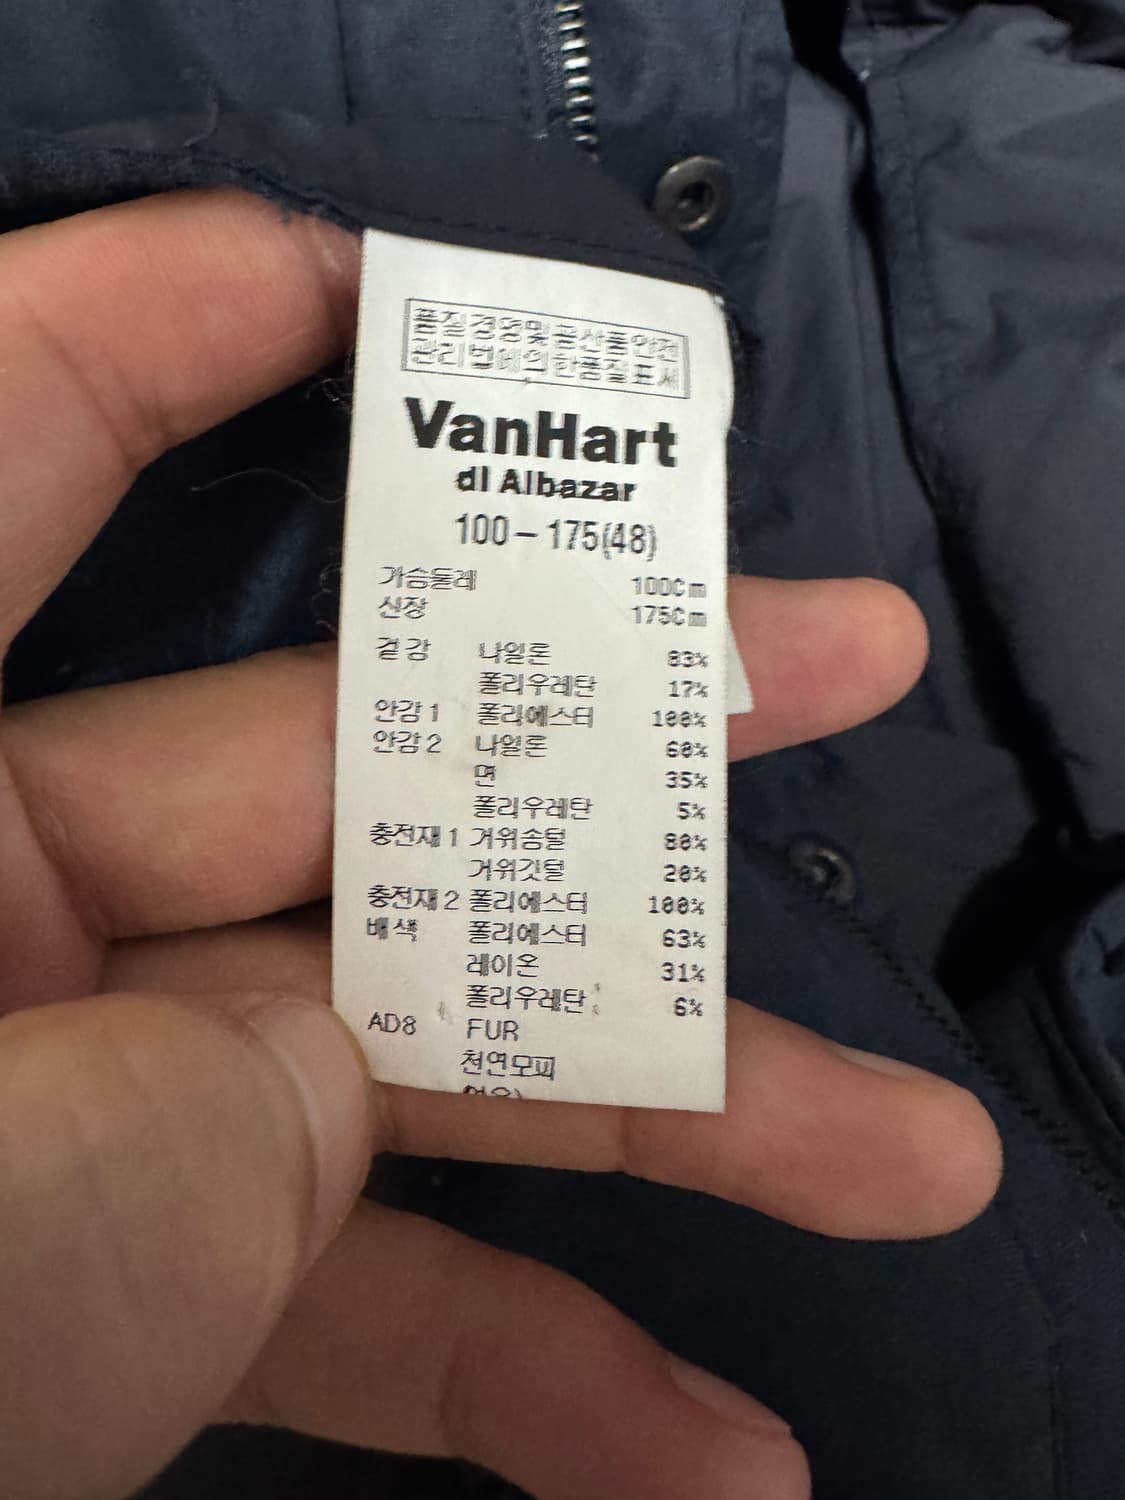 품질경영및공산품안전
관리법에의한품질표시
VanHart
dI Albazar
100-175(48)
가슴둘레 100Cm
신장 175Cm
겉감 나일론 83%
폴리우레탄 17%
안감1 폴리에스터 100%
안감2 나일론 60%
면 35%
폴리우레탄 5%
충전재1 거위솜털 80%
거위깃털 20%
충전재2 폴리에스터 100%
배색 폴리에스터 63%
레이온 31%
폴리우레탄 6%
AD8 FUR
천연모피